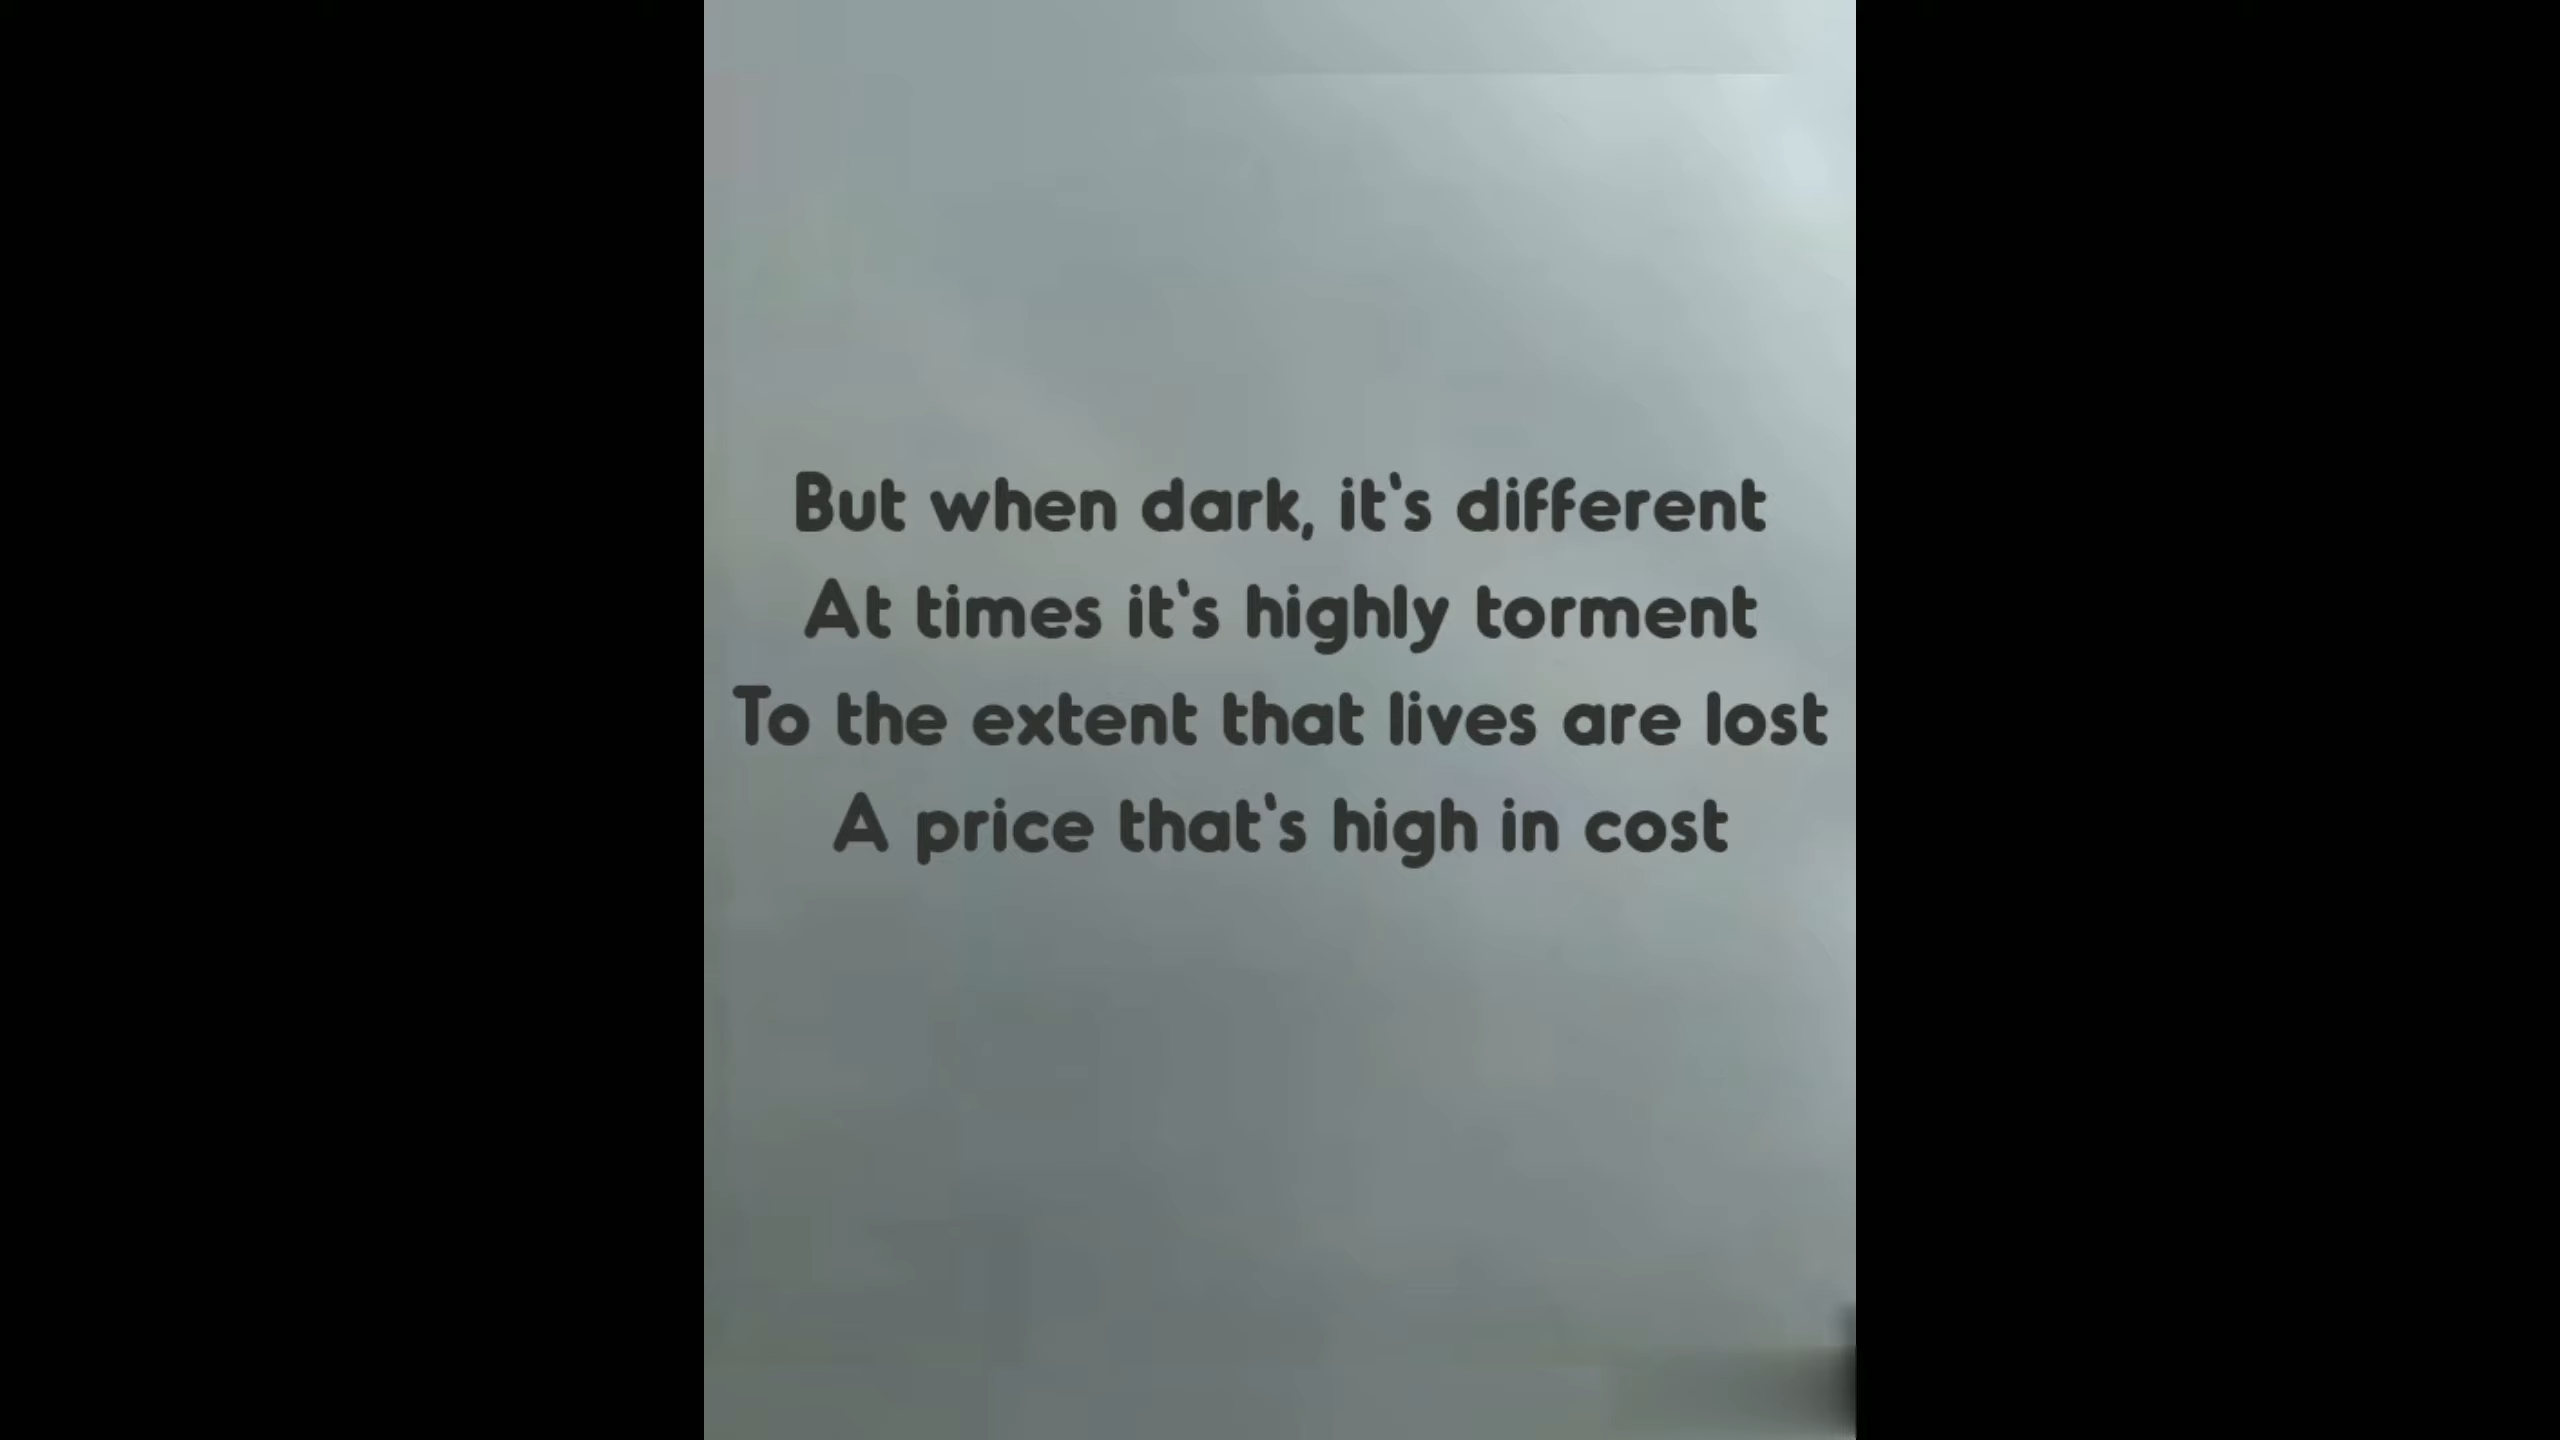 But when dark, it's different
At times it's highly torment
To the extent that lives are lost
A price that's high in cost